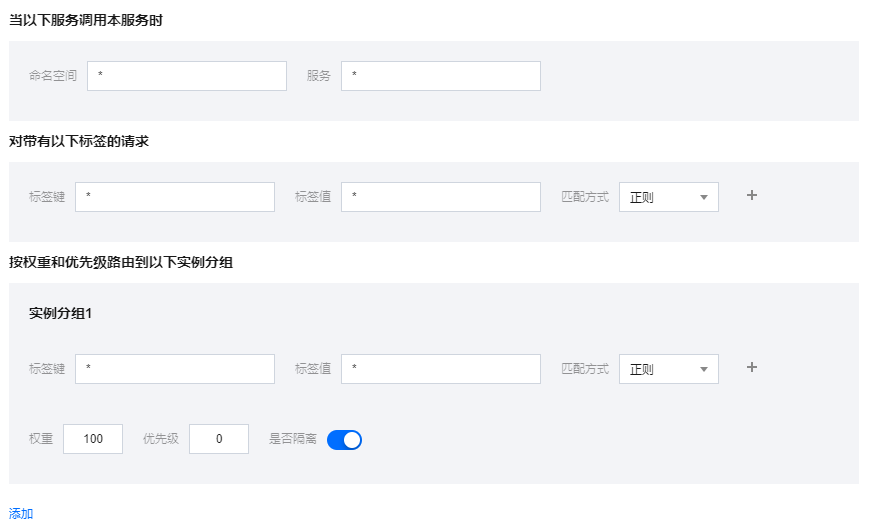 当以下服务调用本服务时
命名空间 * 服务 *
对带有以下标签的请求
标签键 * 标签值 * 匹配方式 正则 +
按权重和优先级路由到以下实例分组
实例分组1
标签键 * 标签值 * 匹配方式 正则 +
权重 100 优先级 0 是否隔离
添加